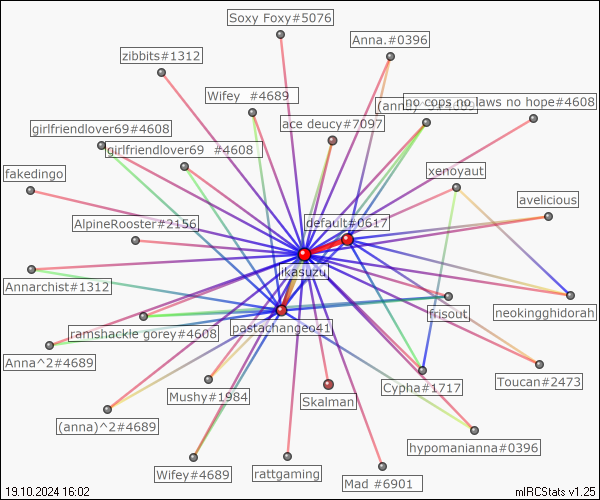 Soxy Foxy#5076
Anna.#0396
zibbits#1312
Wifey #4689
no cops no laws no hope#4608
ace deucy#7097
girlfriendlover69#4608
girlfriendlover69 #4608
fakedingo
xenoyaut
avelicious
AlpineRooster#2156
default#0617
ikasuzu
Annarchist#1312
frisout
neokingghidorah
ramshackle gorey#4608
pastachangeo41
Anna^2#4689
Cypha#1717
Toucan#2473
Mushy#1984
Skalman
(anna)^2#4689
hypomanianna#0396
Wifey#4689
rattgaming
Mad #6901
19.10.2024 16:02
mIRCStats v1.25